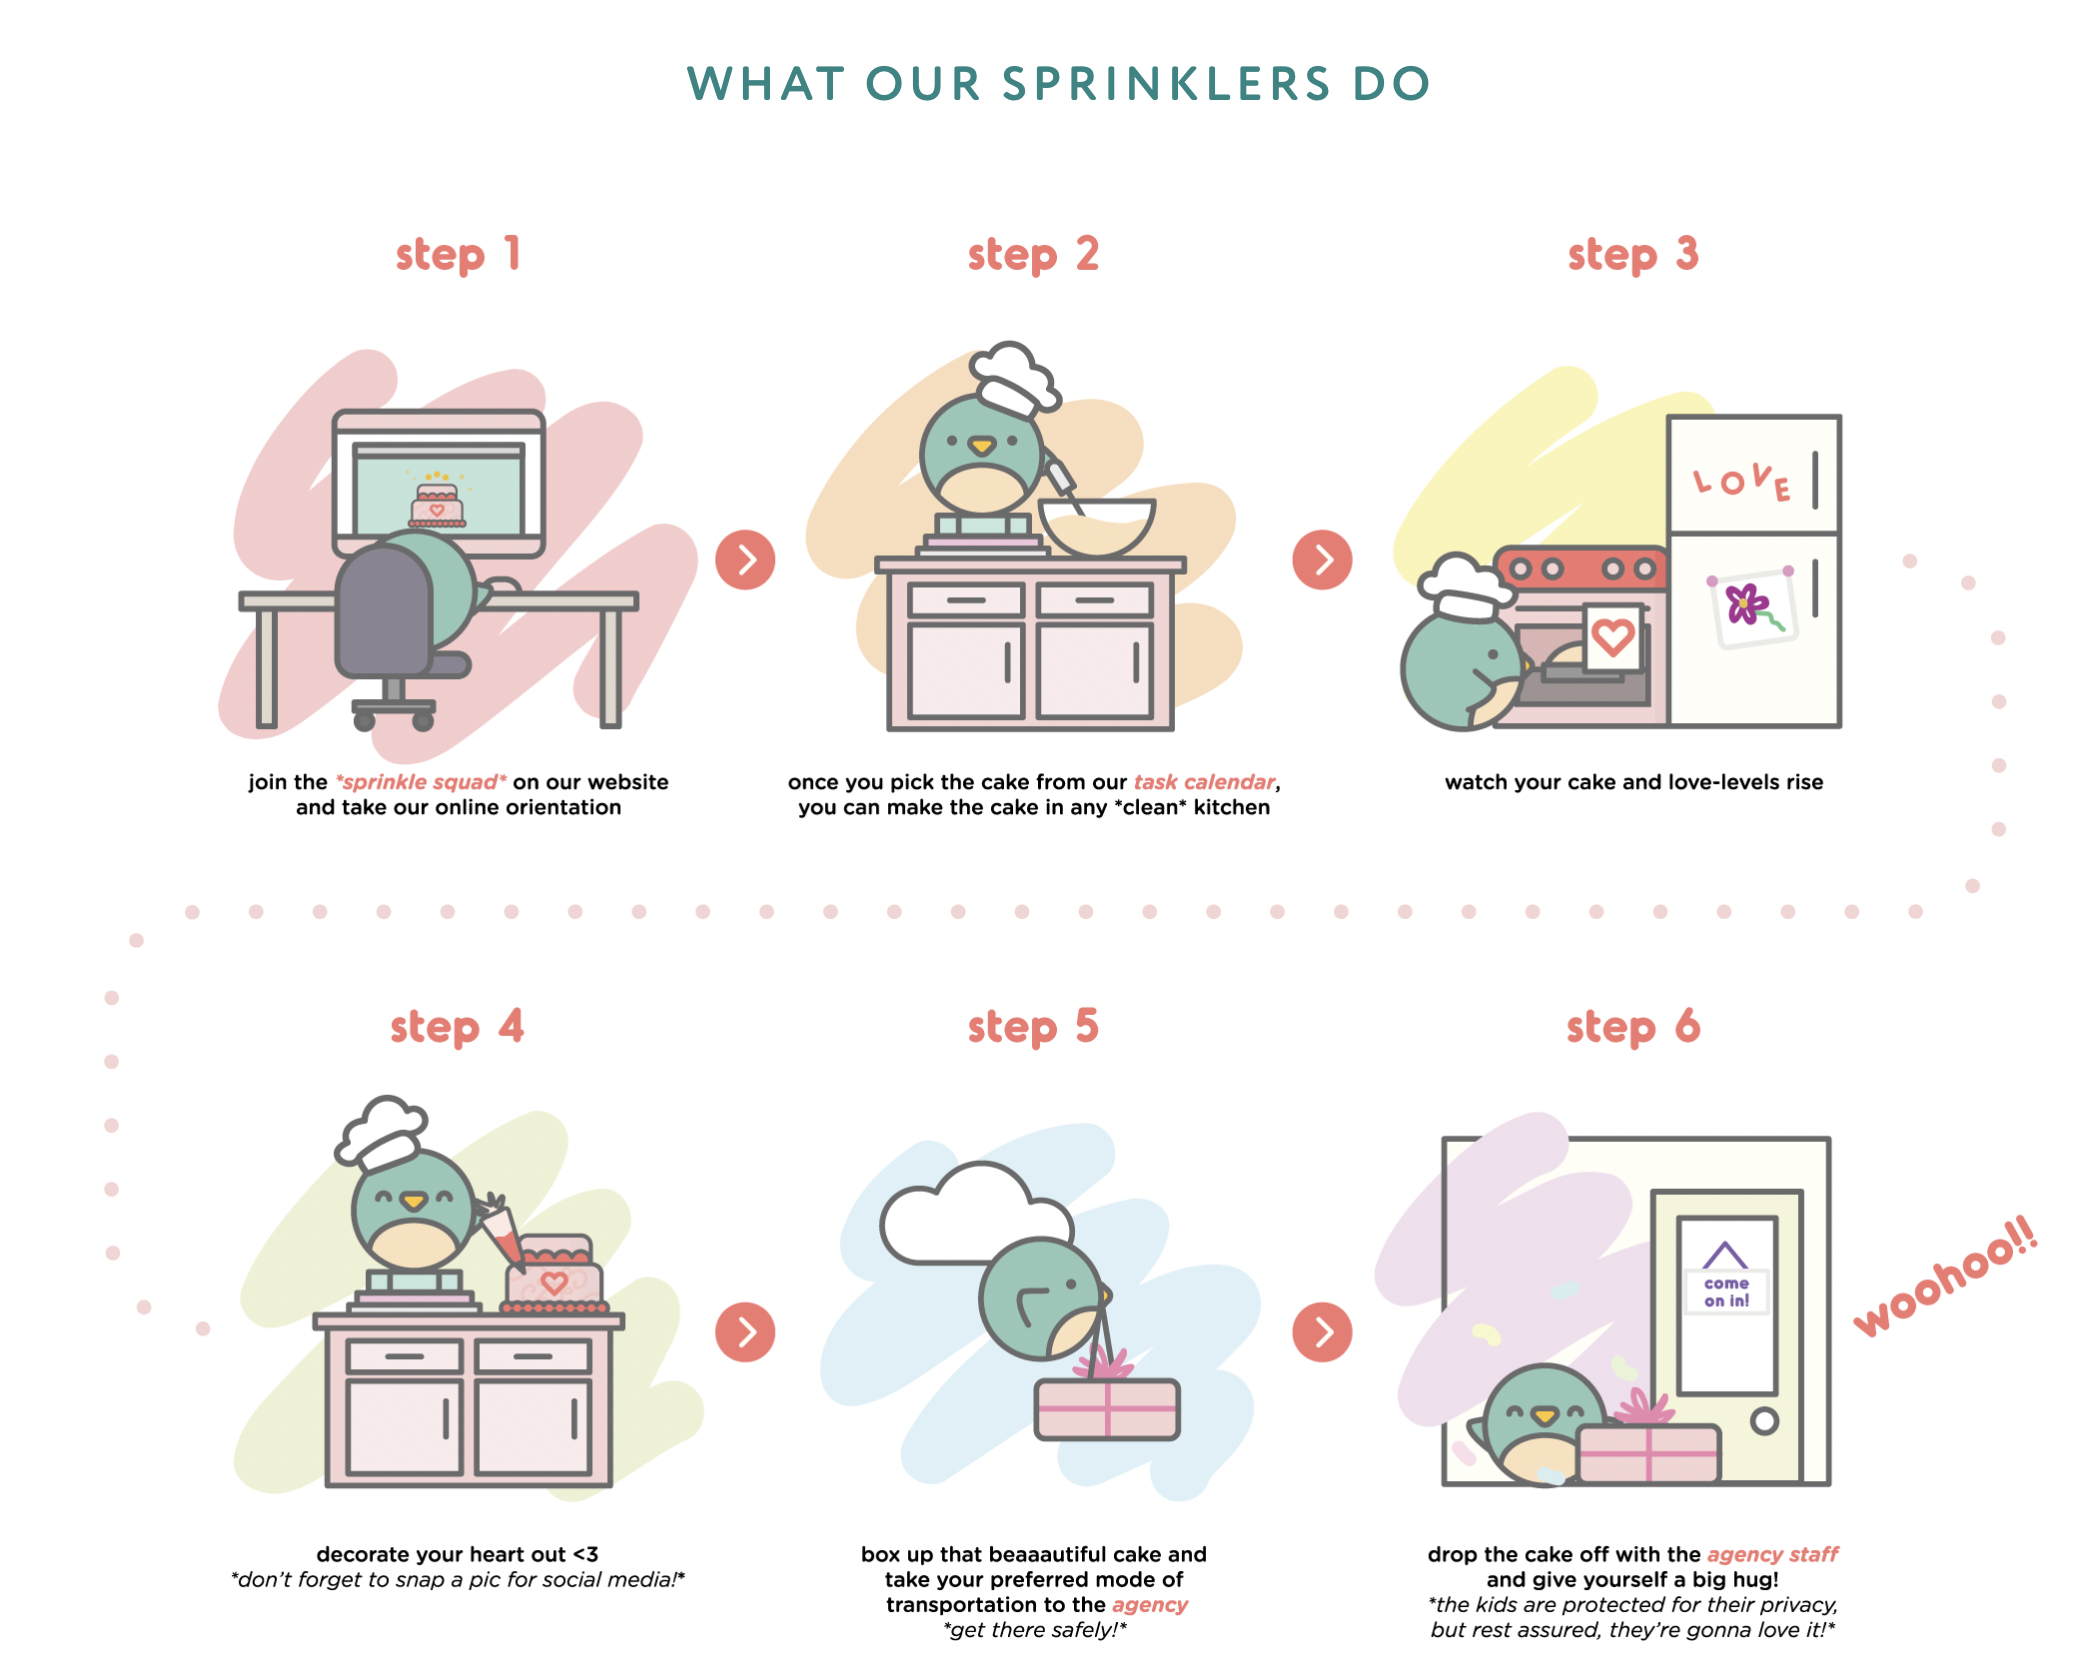 WHAT OUR SPRINKLERS DO
step 1
step 2
step 3
LOVE
join the *sprinkle squad* on our website
and take our online orientation
once you pick the cake from our task calendar,
you can make the cake in any *clean* kitchen
watch your cake and love-levels rise
step 4
step 5
step 6
come
on in!
woohoo!!
decorate your heart out <3
*don't forget to snap a pic for social media!*
box up that beaaautiful cake and
take your preferred mode of
transportation to the agency
*get there safely!*
drop the cake off with the agency staff
and give yourself a big hug!
*the kids are protected for their privacy,
but rest assured, they're gonna love it!*